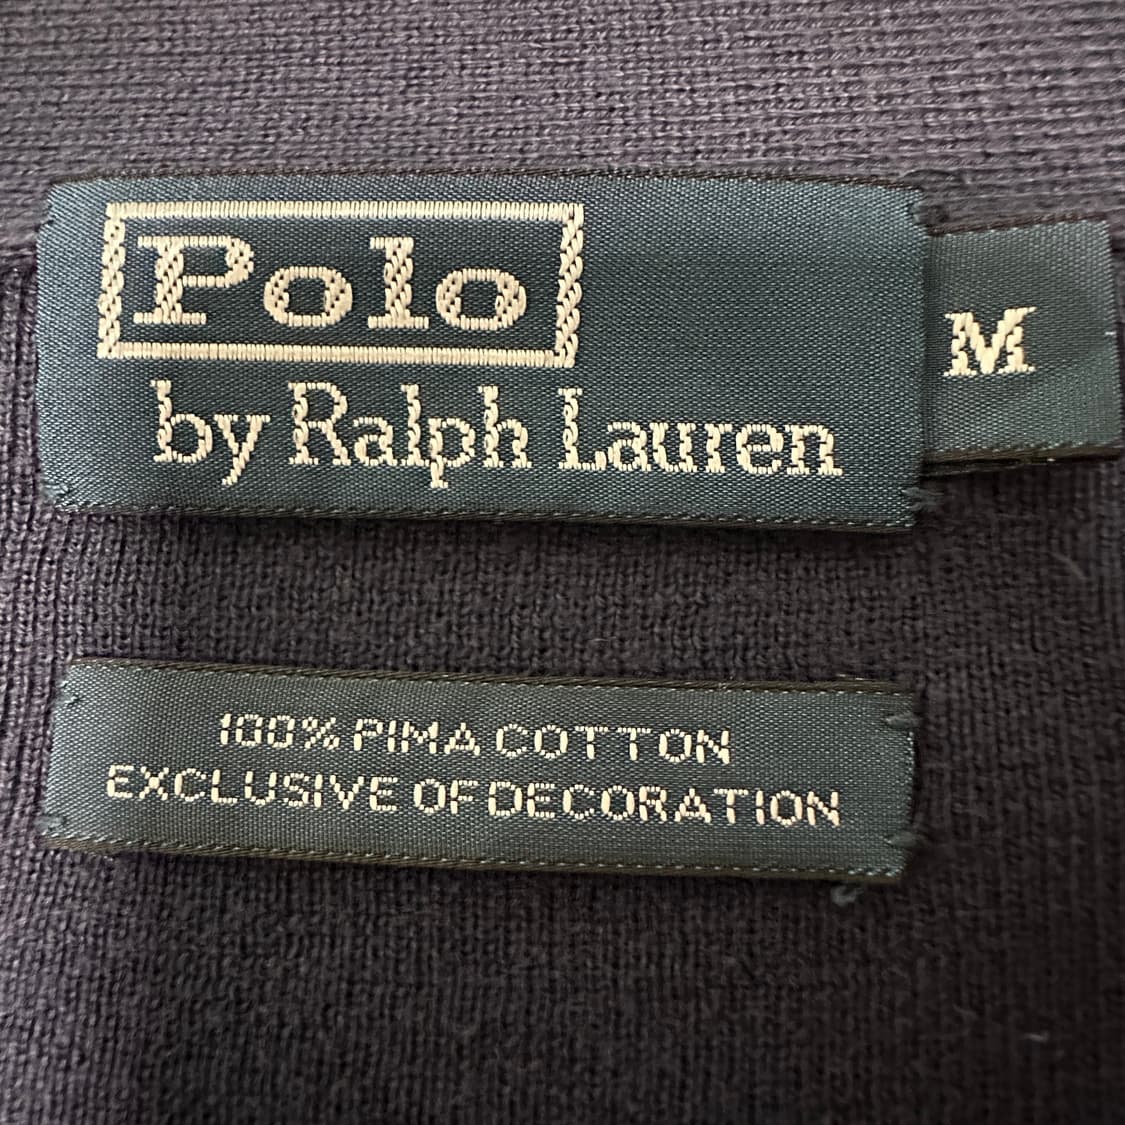 Polo
by Ralph Lauren
M
100% PIMA COTTON
EXCLUSIVE OF DECORATION